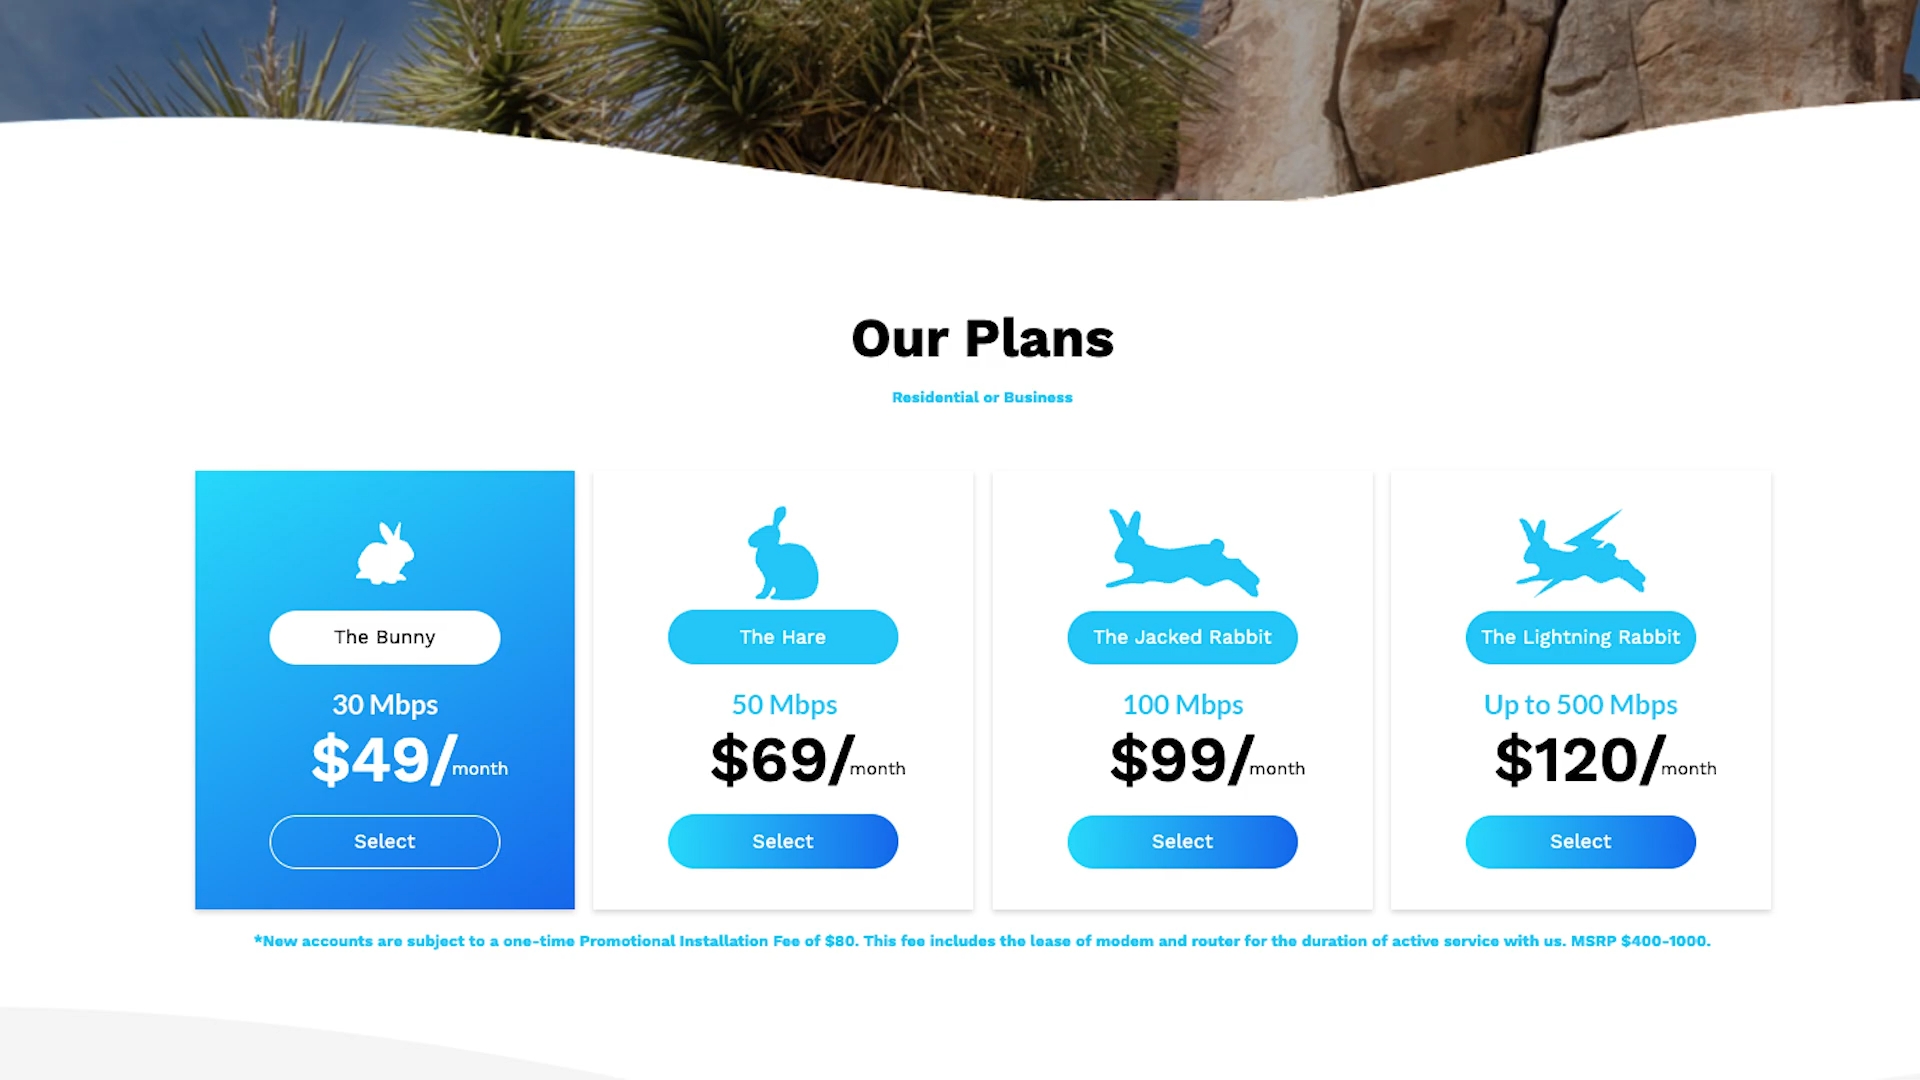 Our Plans
Residential or Business
The Bunny
30 Mbps
$49/month
Select
The Hare
50 Mbps
$69/month
Select
The Jacked Rabbit
100 Mbps
$99/month
Select
The Lightning Rabbit
Up to 500 Mbps
$120/month
Select
*New accounts are subject to a one-time Promotional Installation Fee of $80. This fee includes the lease of modem and router for the duration of active service with us. MSRP $400-1000.